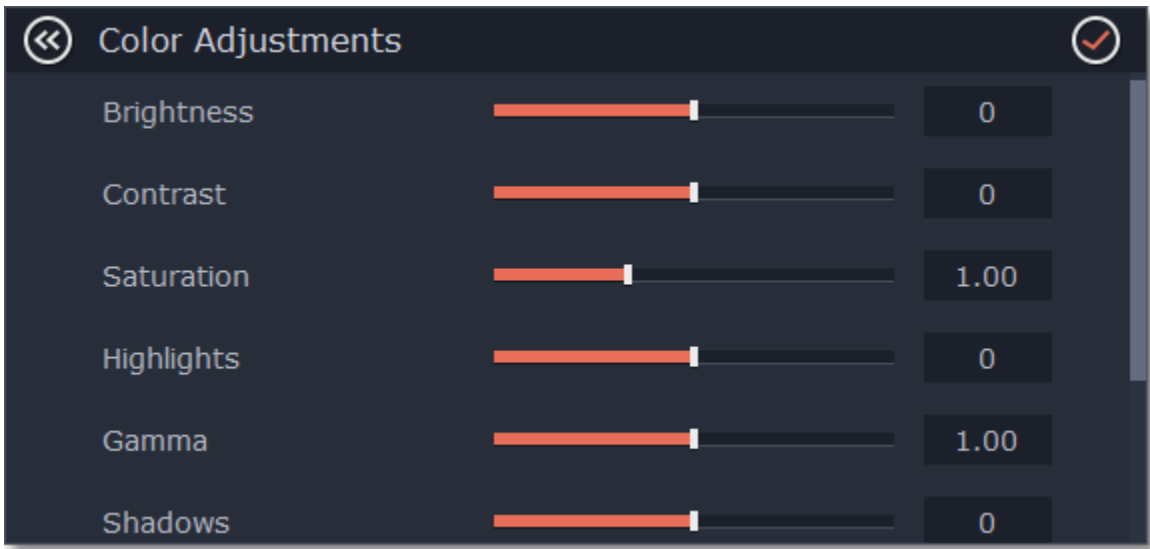 Color Adjustments
Brightness 0
Contrast 0
Saturation 1.00
Highlights 0
Gamma 1.00
Shadows 0